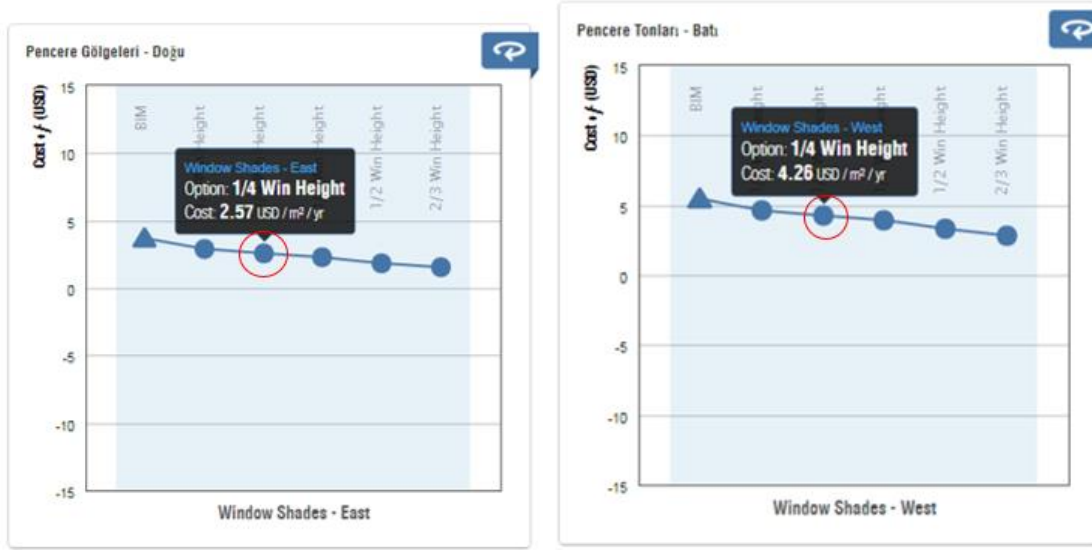 Pencere Gölgeleri - Doğu
Cost • ƒ (USD)
15
10
5
0
-5
-10
-15
BIM
Height
Height
Height
1/2 Win Height
2/3 Win Height
Window Shades - East
Option: 1/4 Win Height
Cost: 2.57 USD / m² / yr
Window Shades - East
Pencere Tonları - Batı
Cost • ƒ (USD)
15
10
5
0
-5
-10
-15
BIM
1/2 Win Height
2/3 Win Height
Window Shades - West
Option: 1/4 Win Height
Cost: 4.26 USD / m² / yr
Window Shades - West